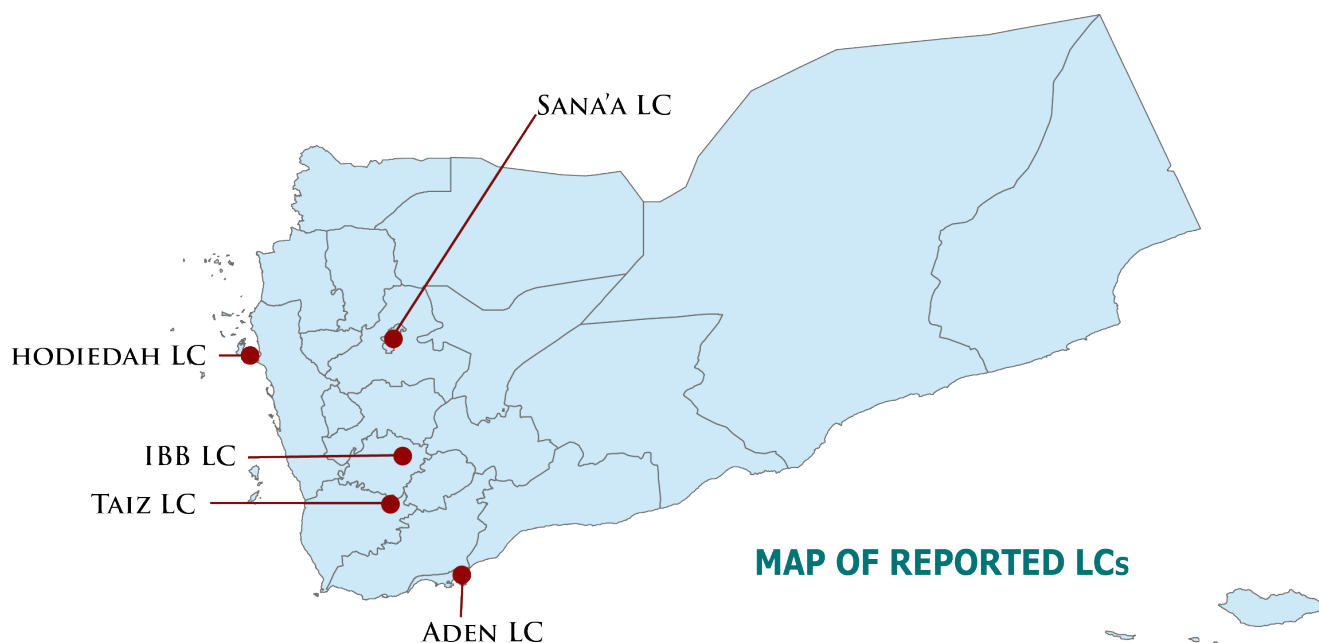 SANA'A LC
HODIEDAH LC
IBB LC
TAIZ LC
MAP OF REPORTED LCs
ADEN LC